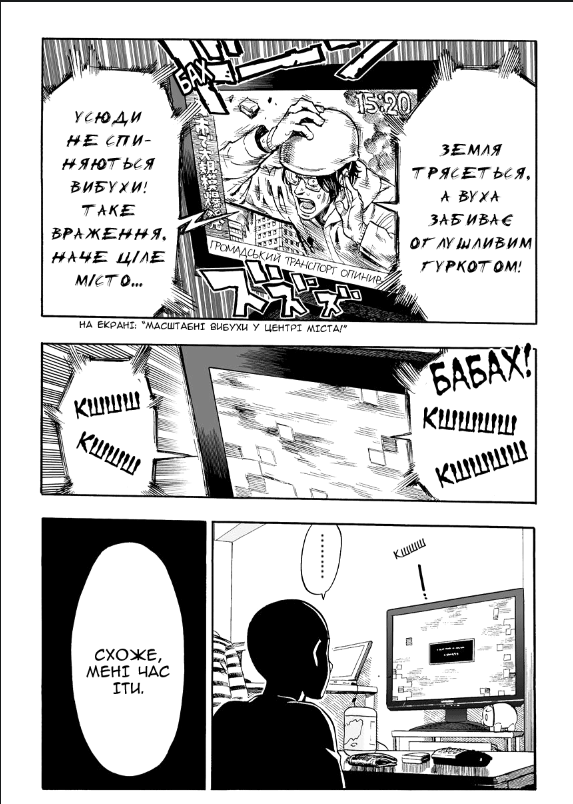 ЗЕМЛЯ
ТРЯСЕТЬСЯ,
А ВУХА
ЗАБИВАЄ
ОГЛУШЛИВИМ
ГУРКОТОМ!
БАХ
15:20
УСЮДИ
НЕ СПИ-
НЯЮТЬСЯ
ВИБУХИ!
ТАКЕ
ВРАЖЕННЯ,
НАЧЕ ЦІЛЕ
МІСТО...
ГРОМАДСЬКИЙ ТРАНСПОРТ ОПИНИВ
НА ЕКРАНІ: "МАСШТАБНІ ВИБУХИ У ЦЕНТРІ МІСТА!"
БАБАХ!
КШШШШ
КШШШШ
КШШШ
КШШШ
КШШШ
СХОЖЕ,
МЕНІ ЧАС
ІТИ.